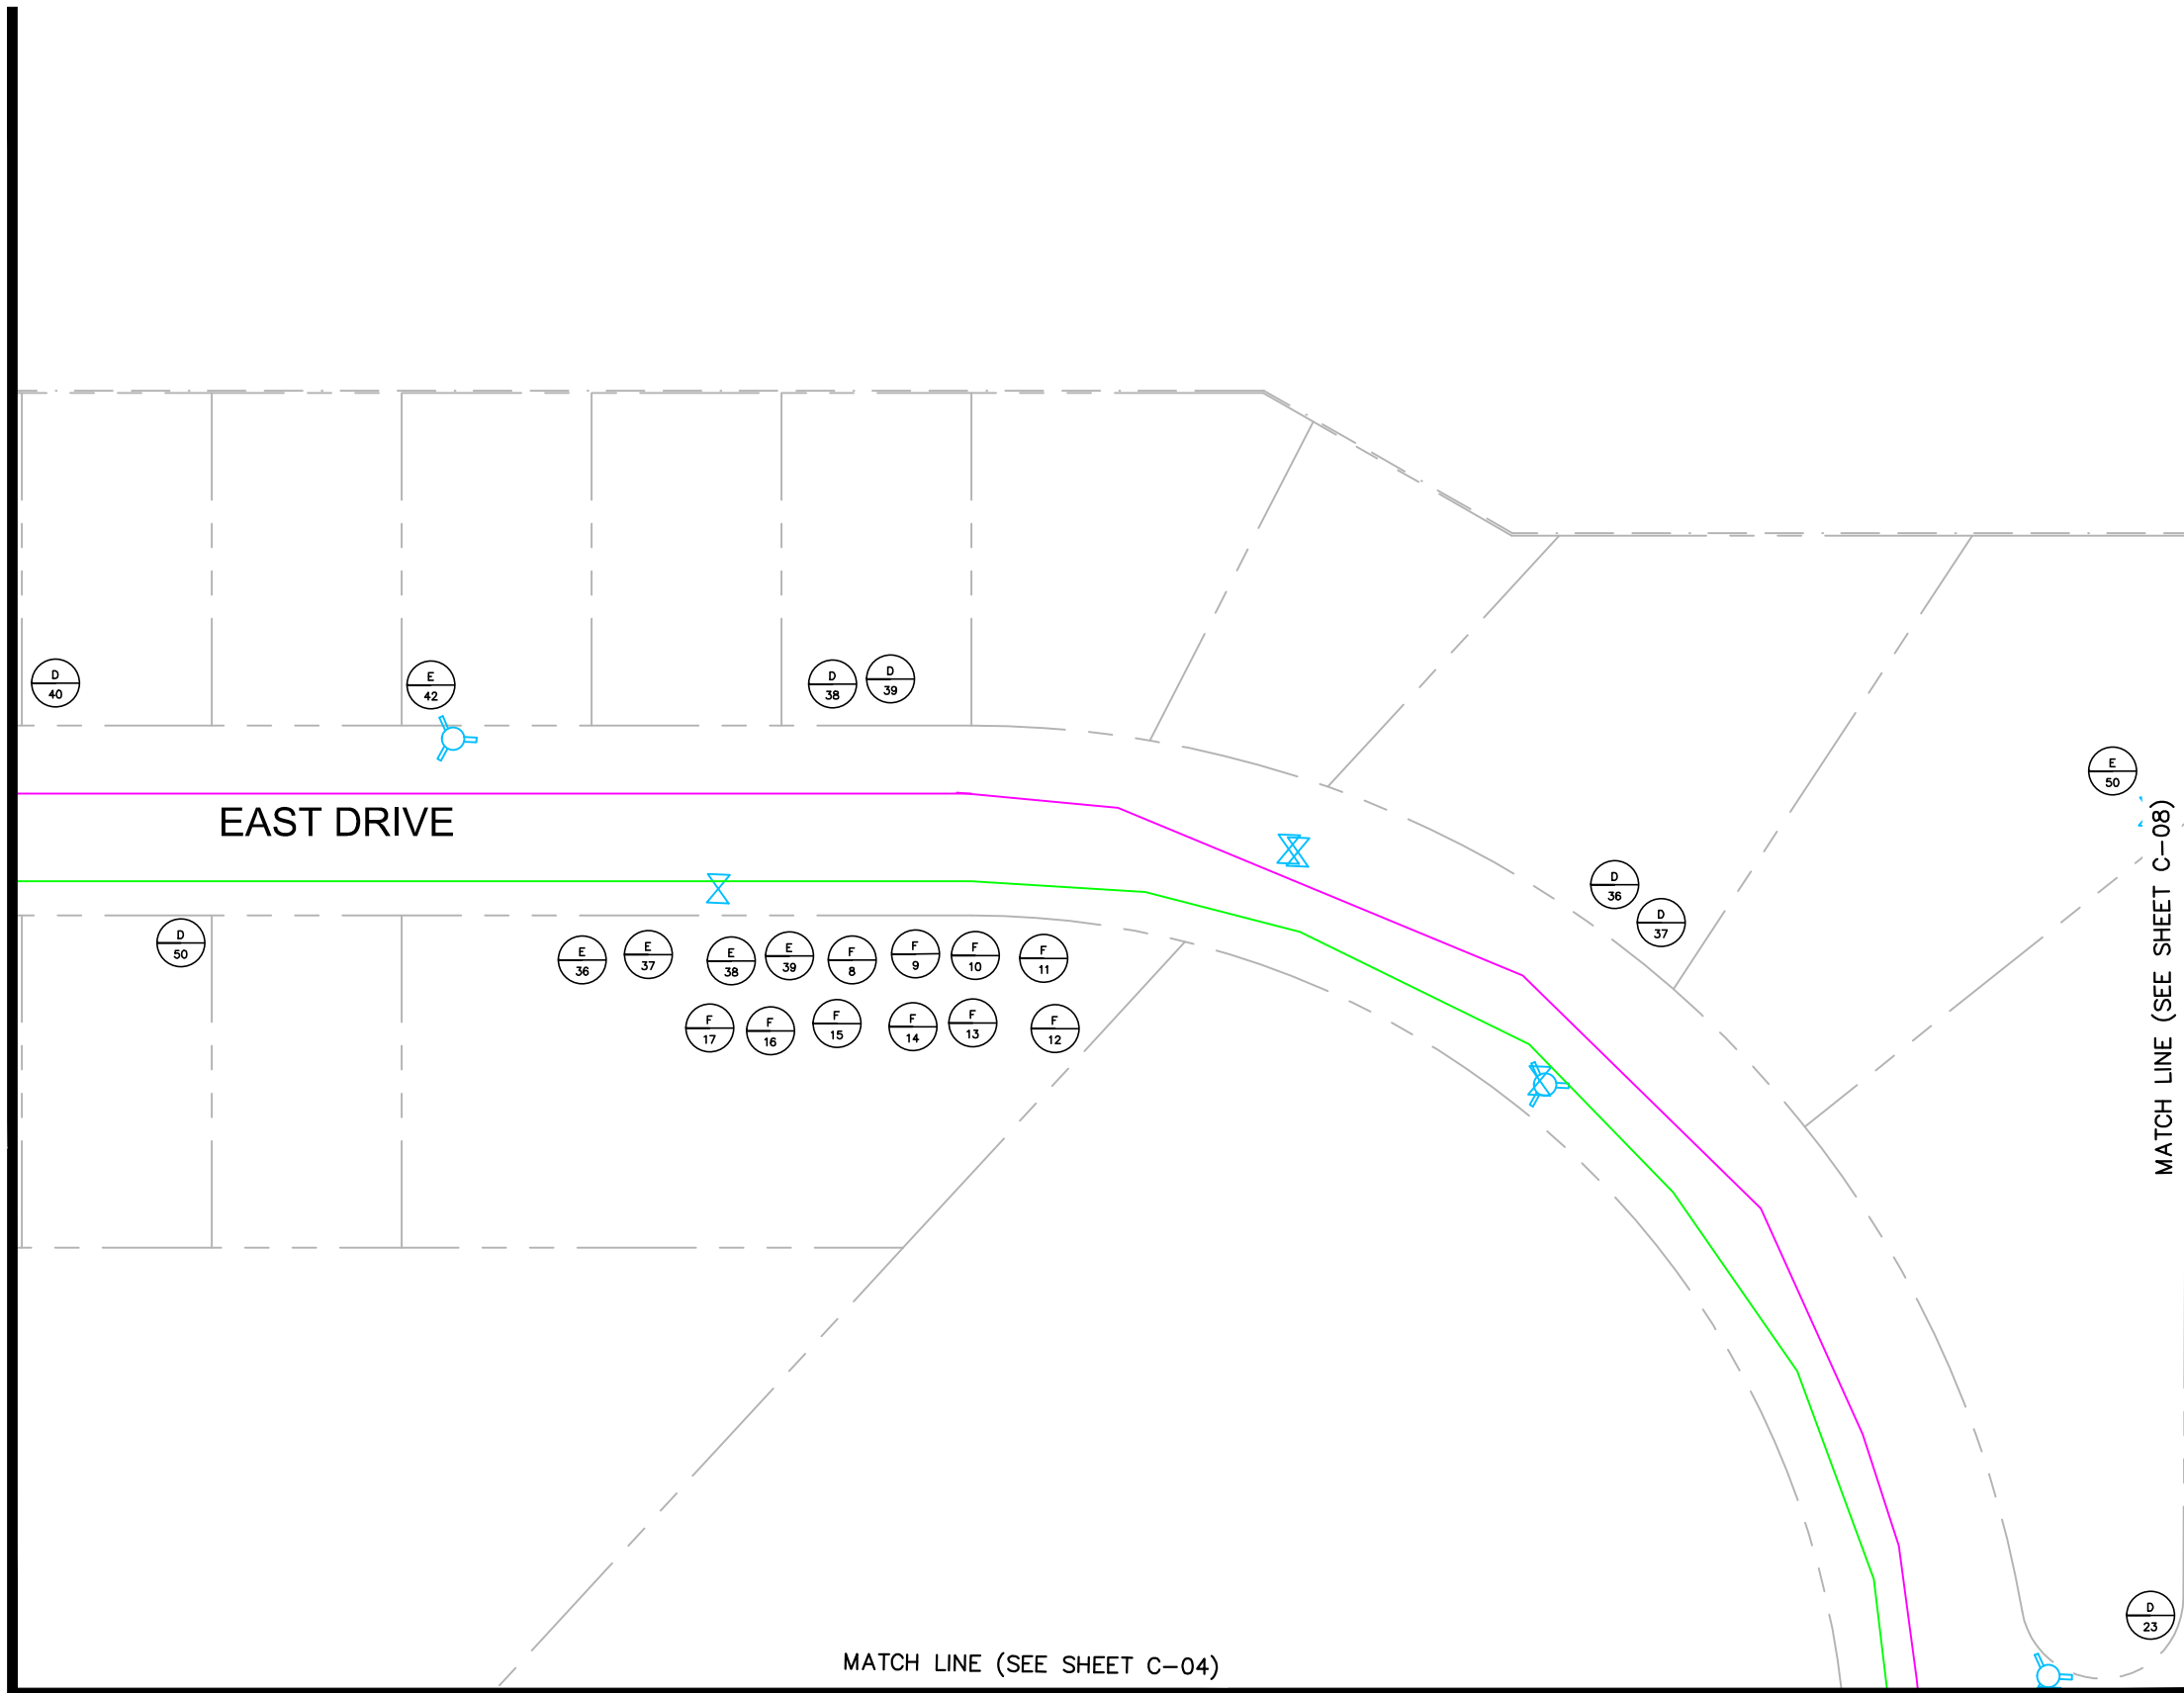 D
40
E
42
D
38
D
39
E
50
EAST DRIVE
D
36
D
37
MATCH LINE (SEE SHEET C-08)
D
50
E
36
E
37
E
38
E
39
F
8
F
9
F
10
F
11
F
17
F
16
F
15
F
14
F
13
F
12
D
23
MATCH LINE (SEE SHEET C-04)